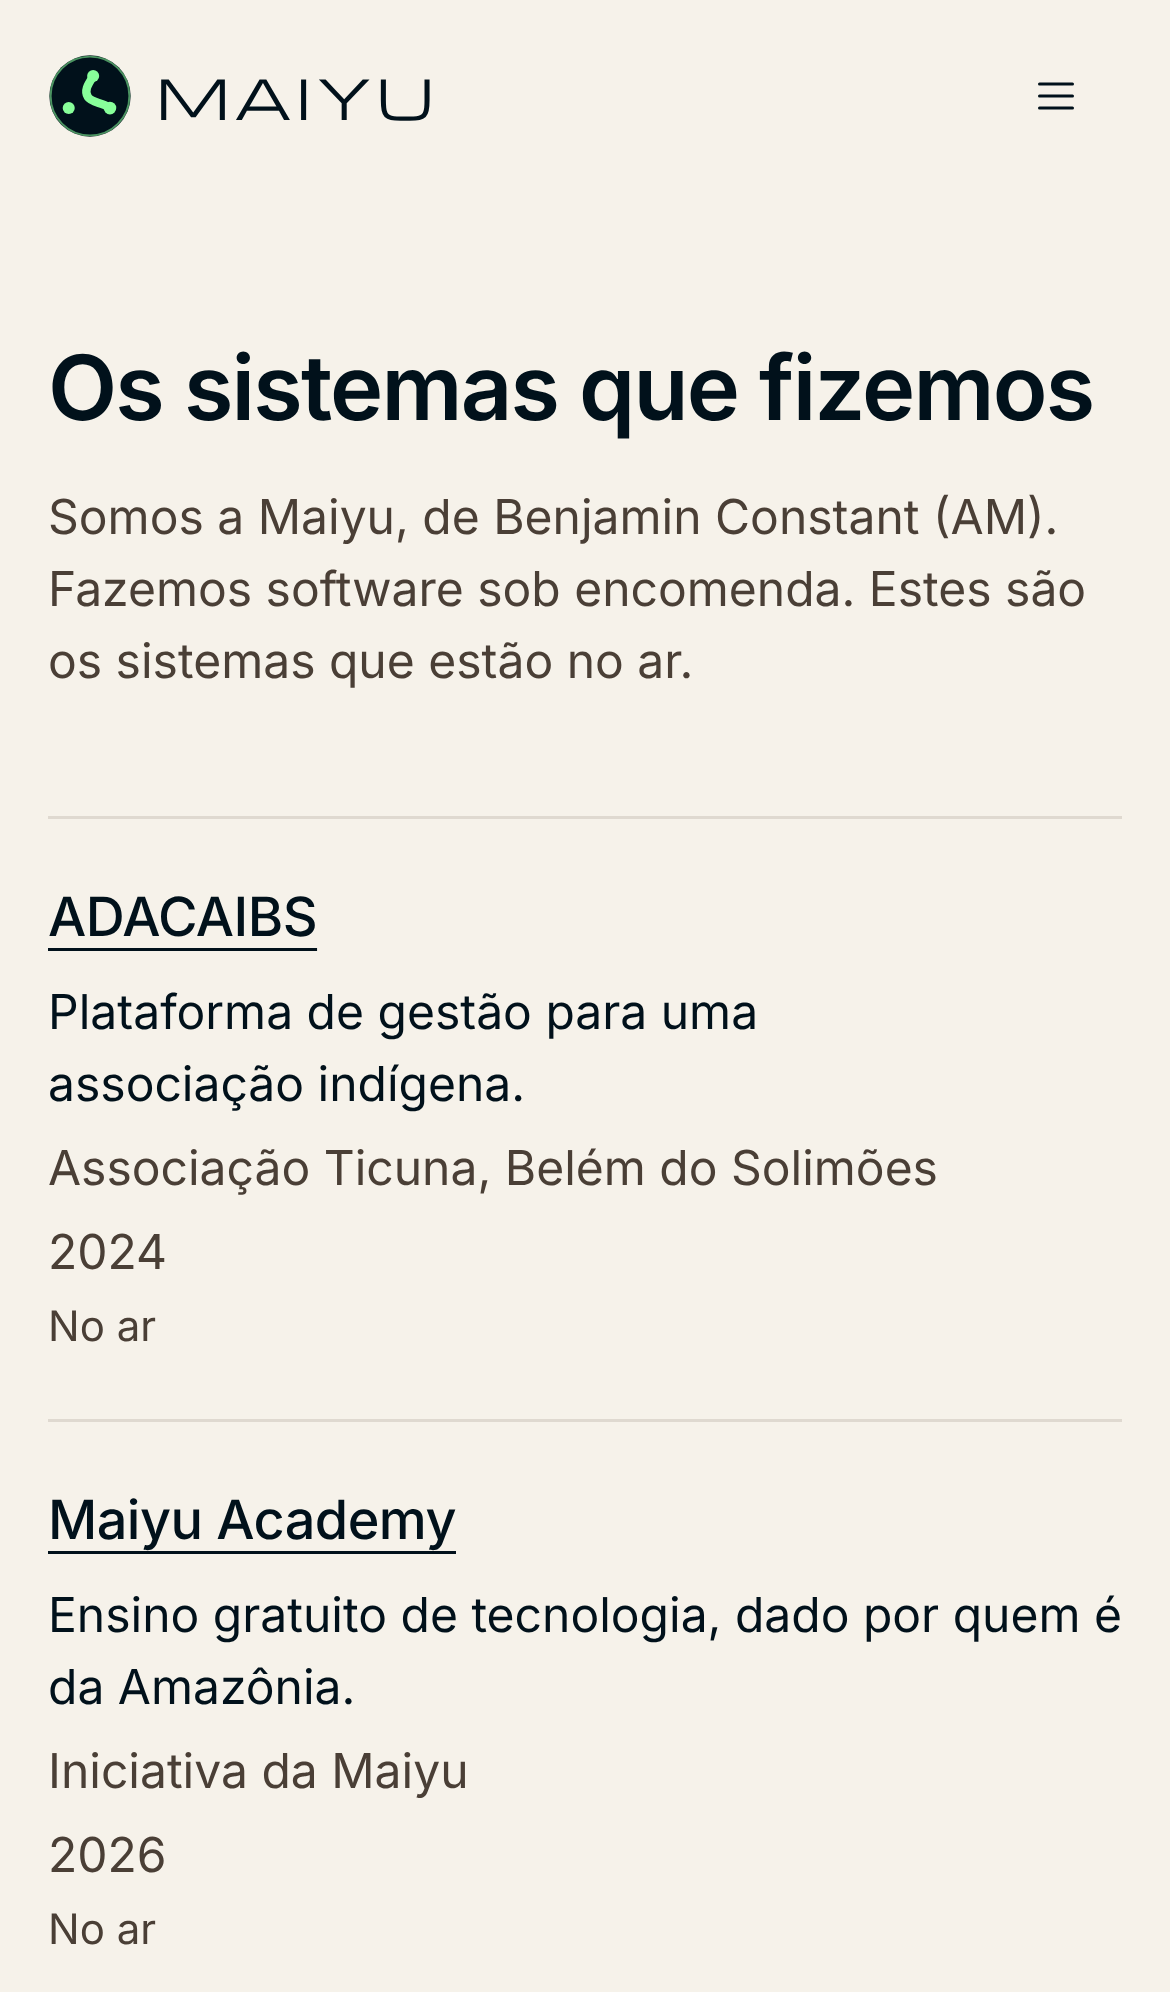 MAIYU
Os sistemas que fizemos
Somos a Maiyu, de Benjamin Constant (AM).
Fazemos software sob encomenda. Estes são
os sistemas que estão no ar.
ADACAIBS
Plataforma de gestão para uma
associação indígena.
Associação Ticuna, Belém do Solimões
2024
No ar
Maiyu Academy
Ensino gratuito de tecnologia, dado por quem é
da Amazônia.
Iniciativa da Maiyu
2026
No ar